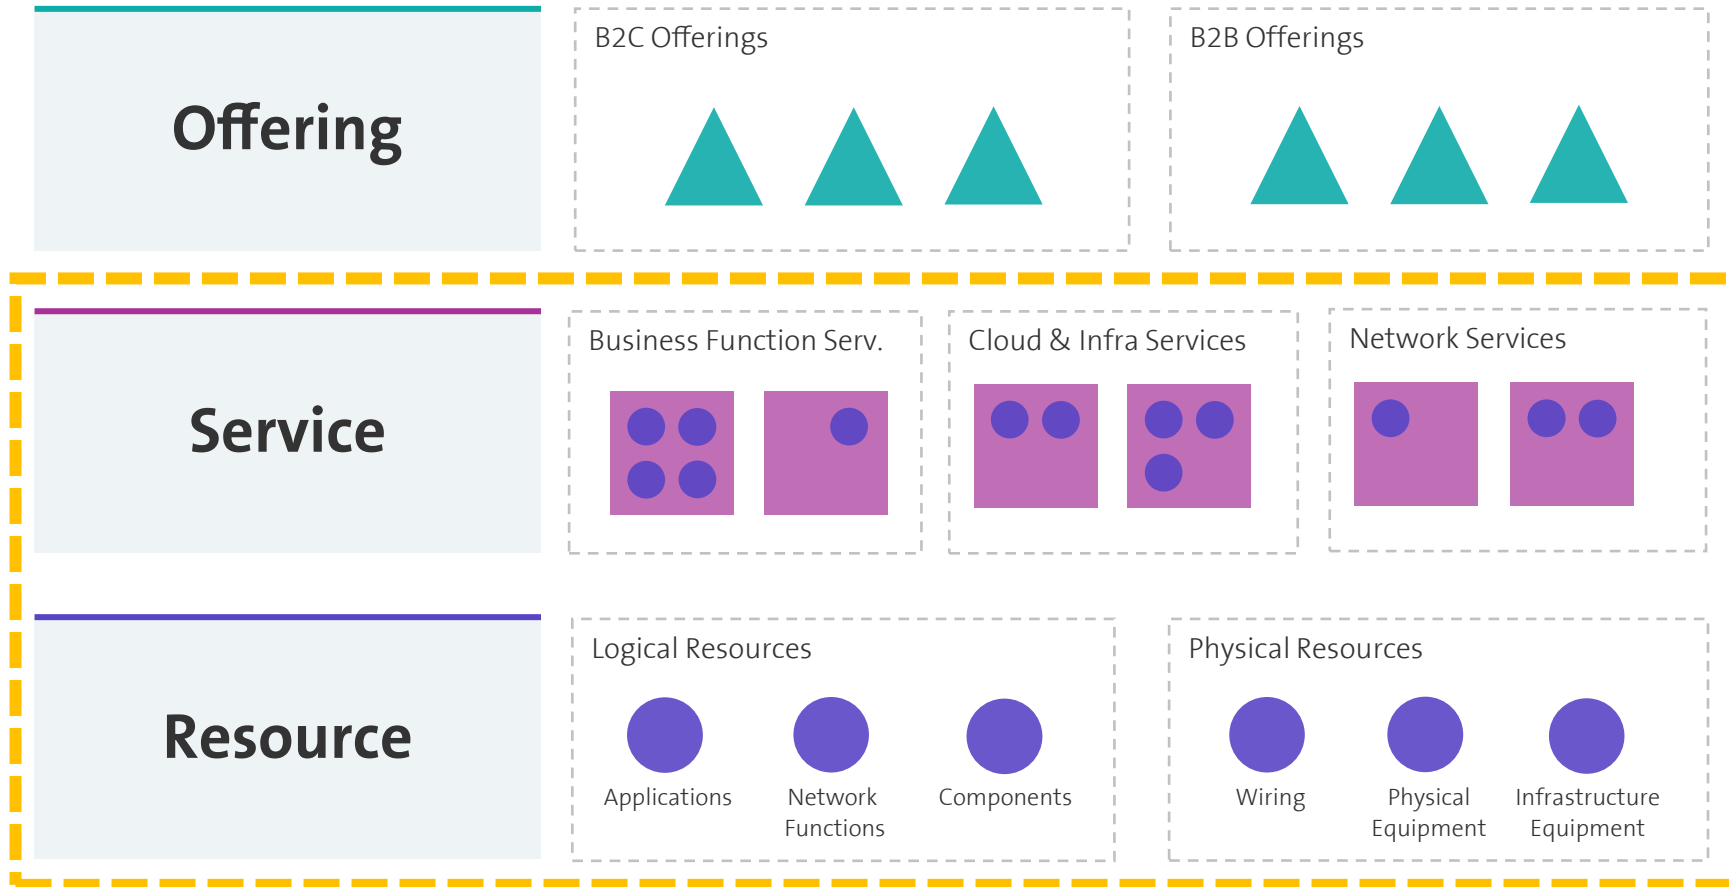 Offering
B2C Offerings
B2B Offerings
Service
Business Function Serv.
Cloud & Infra Services
Network Services
Resource
Logical Resources
Applications
Network
Functions
Components
Physical Resources
Wiring
Physical
Equipment
Infrastructure
Equipment